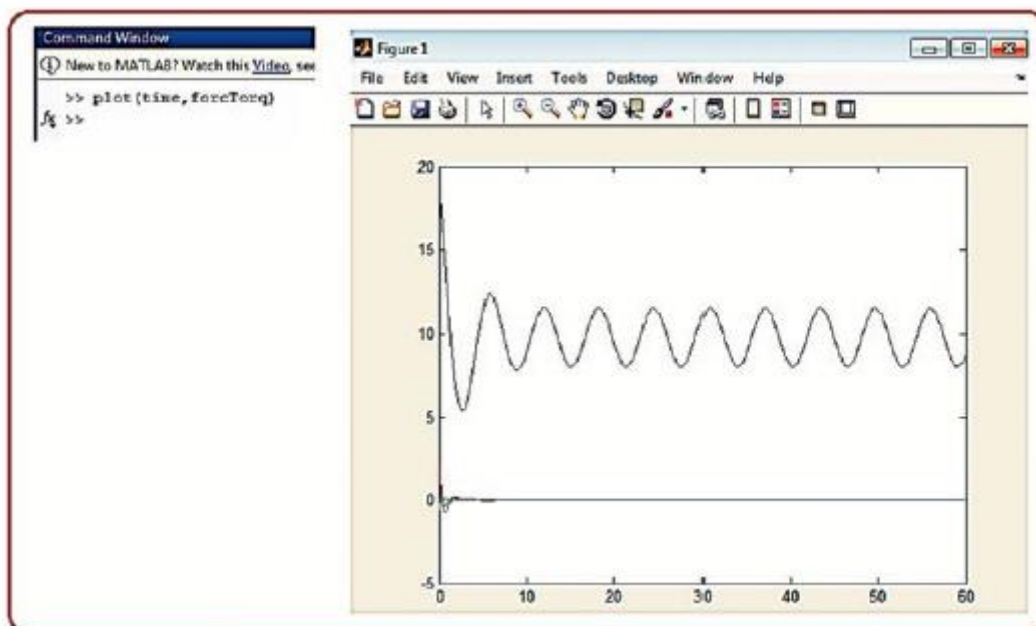 Command Window
New to MATLAB? Watch this Video, see
>> plot(time,forcTorq)
fx >>
Figure 1
File Edit View Insert Tools Desktop Window Help
20
15
10
5
0
-5
0 10 20 30 40 50 60